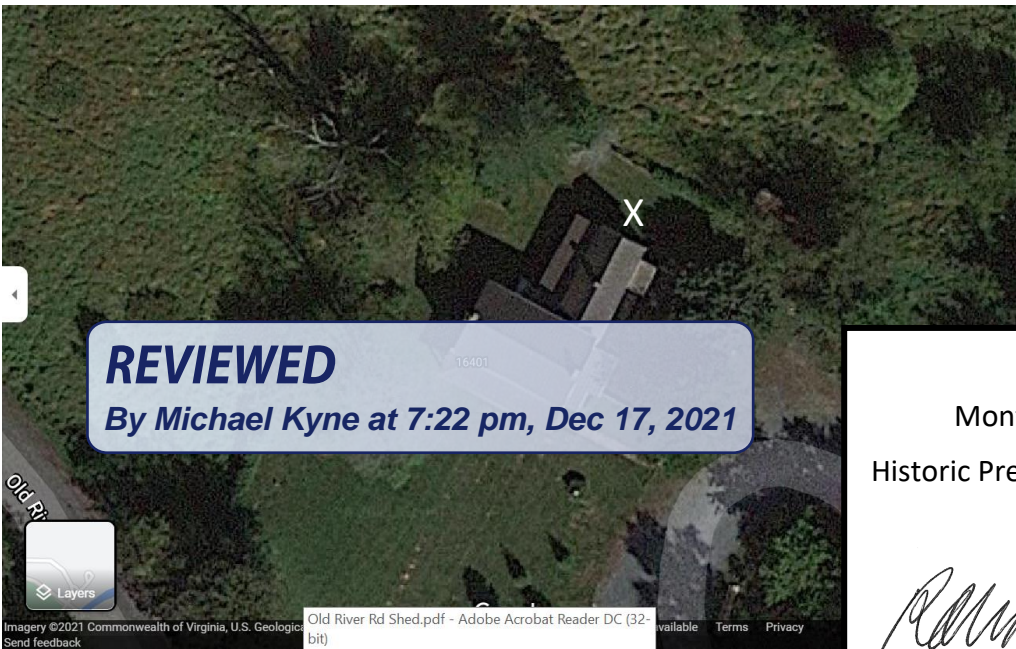 X
16401
REVIEWED
By Michael Kyne at 7:22 pm, Dec 17, 2021
Mon
Historic Pre
Old Ri
Layers
Imagery ©2021 Commonwealth of Virginia, U.S. Geologica
Old River Rd Shed.pdf - Adobe Acrobat Reader DC (32-
bit)
Terms Privacy
Send feedback